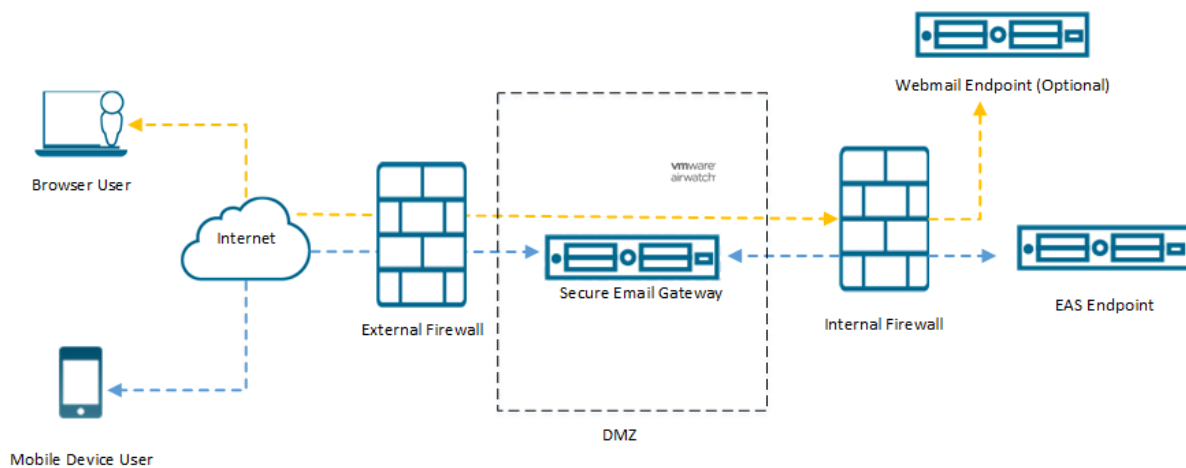 Webmail Endpoint (Optional)
vmware
airwatch
Browser User
Internet
Secure Email Gateway
EAS Endpoint
External Firewall
Internal Firewall
DMZ
Mobile Device User